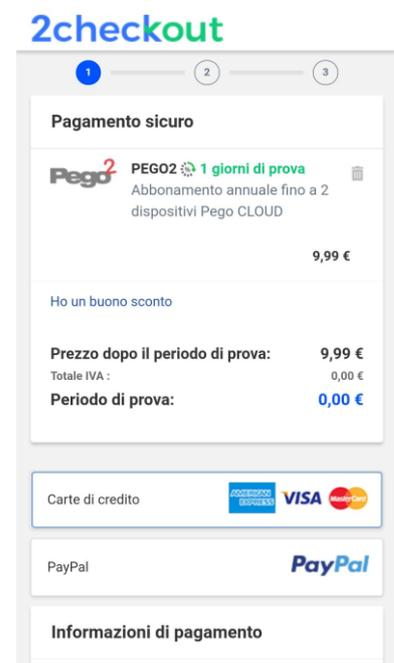 2checkout
1 2 3
Pagamento sicuro
Pego2
PEGO2 1 giorni di prova
Abbonamento annuale fino a 2
dispositivi Pego CLOUD
9,99 €
Ho un buono sconto
Prezzo dopo il periodo di prova: 9,99 €
Totale IVA : 0,00 €
Periodo di prova: 0,00 €
Carte di credito AMERICAN EXPRESS VISA MasterCard
PayPal PayPal
Informazioni di pagamento